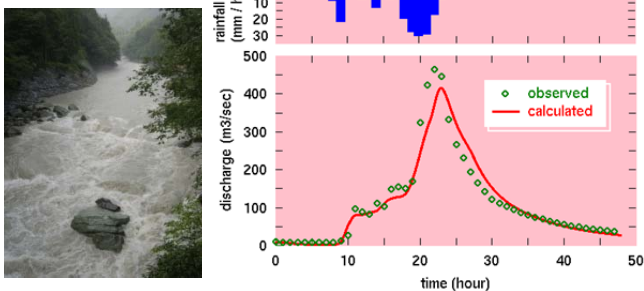 rainfall
(mm / h
10
20
30
500
400
300
200
100
0
discharge (m3/sec)
observed
calculated
0 10 20 30 40 50
time (hour)